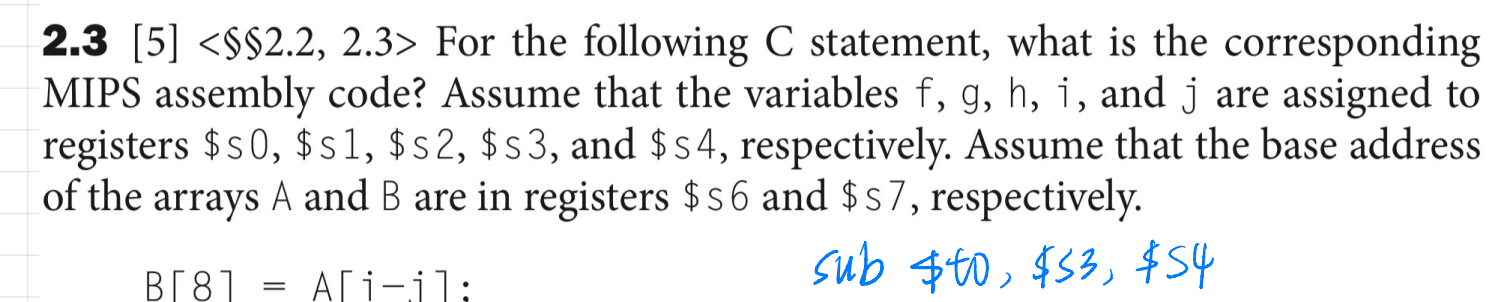 2.3 [5] <§§2.2, 2.3> For the following C statement, what is the corresponding
MIPS assembly code? Assume that the variables f, g, h, i, and j are assigned to
registers $s0, $s1, $s2, $s3, and $s4, respectively. Assume that the base address
of the arrays A and B are in registers $s6 and $s7, respectively.
sub $t0, $s3, $s4
B[8] = A[i-j];